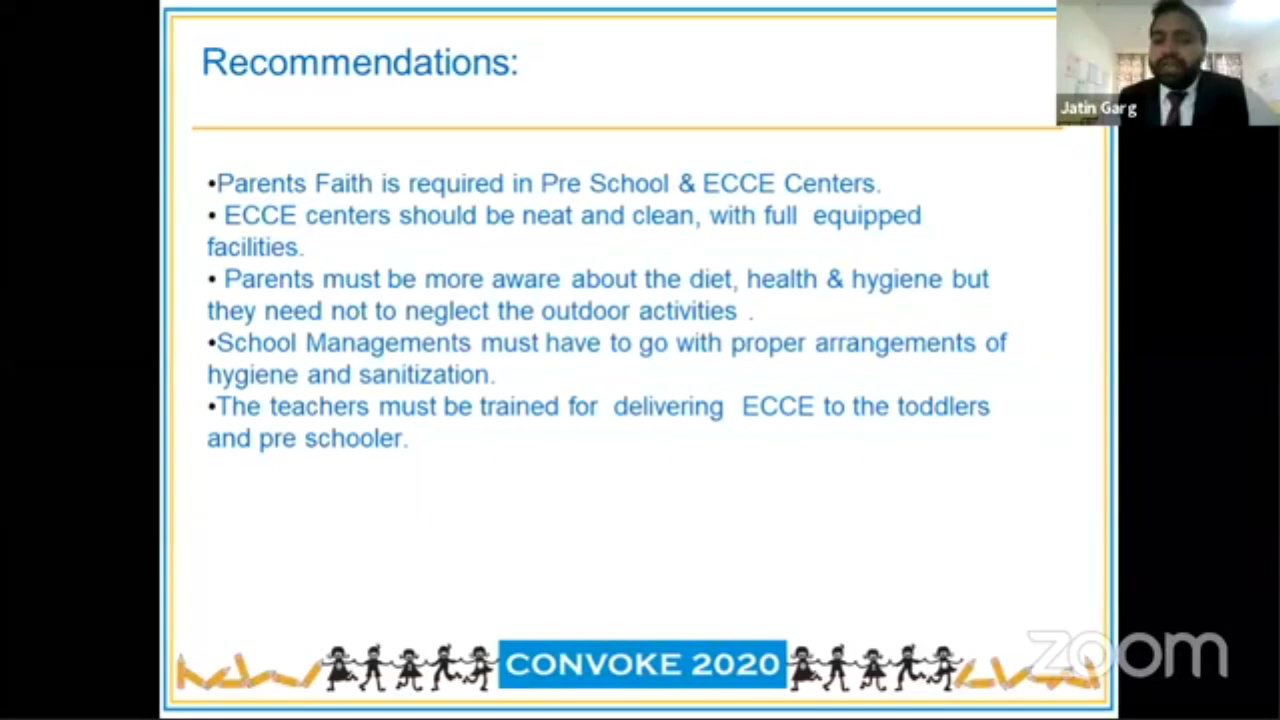 Recommendations:
Jatin Garg
•Parents Faith is required in Pre School & ECCE Centers.
• ECCE centers should be neat and clean, with full equipped
facilities.
• Parents must be more aware about the diet, health & hygiene but
they need not to neglect the outdoor activities .
•School Managements must have to go with proper arrangements of
hygiene and sanitization.
•The teachers must be trained for delivering ECCE to the toddlers
and pre schooler.
CONVOKE 2020
zoom